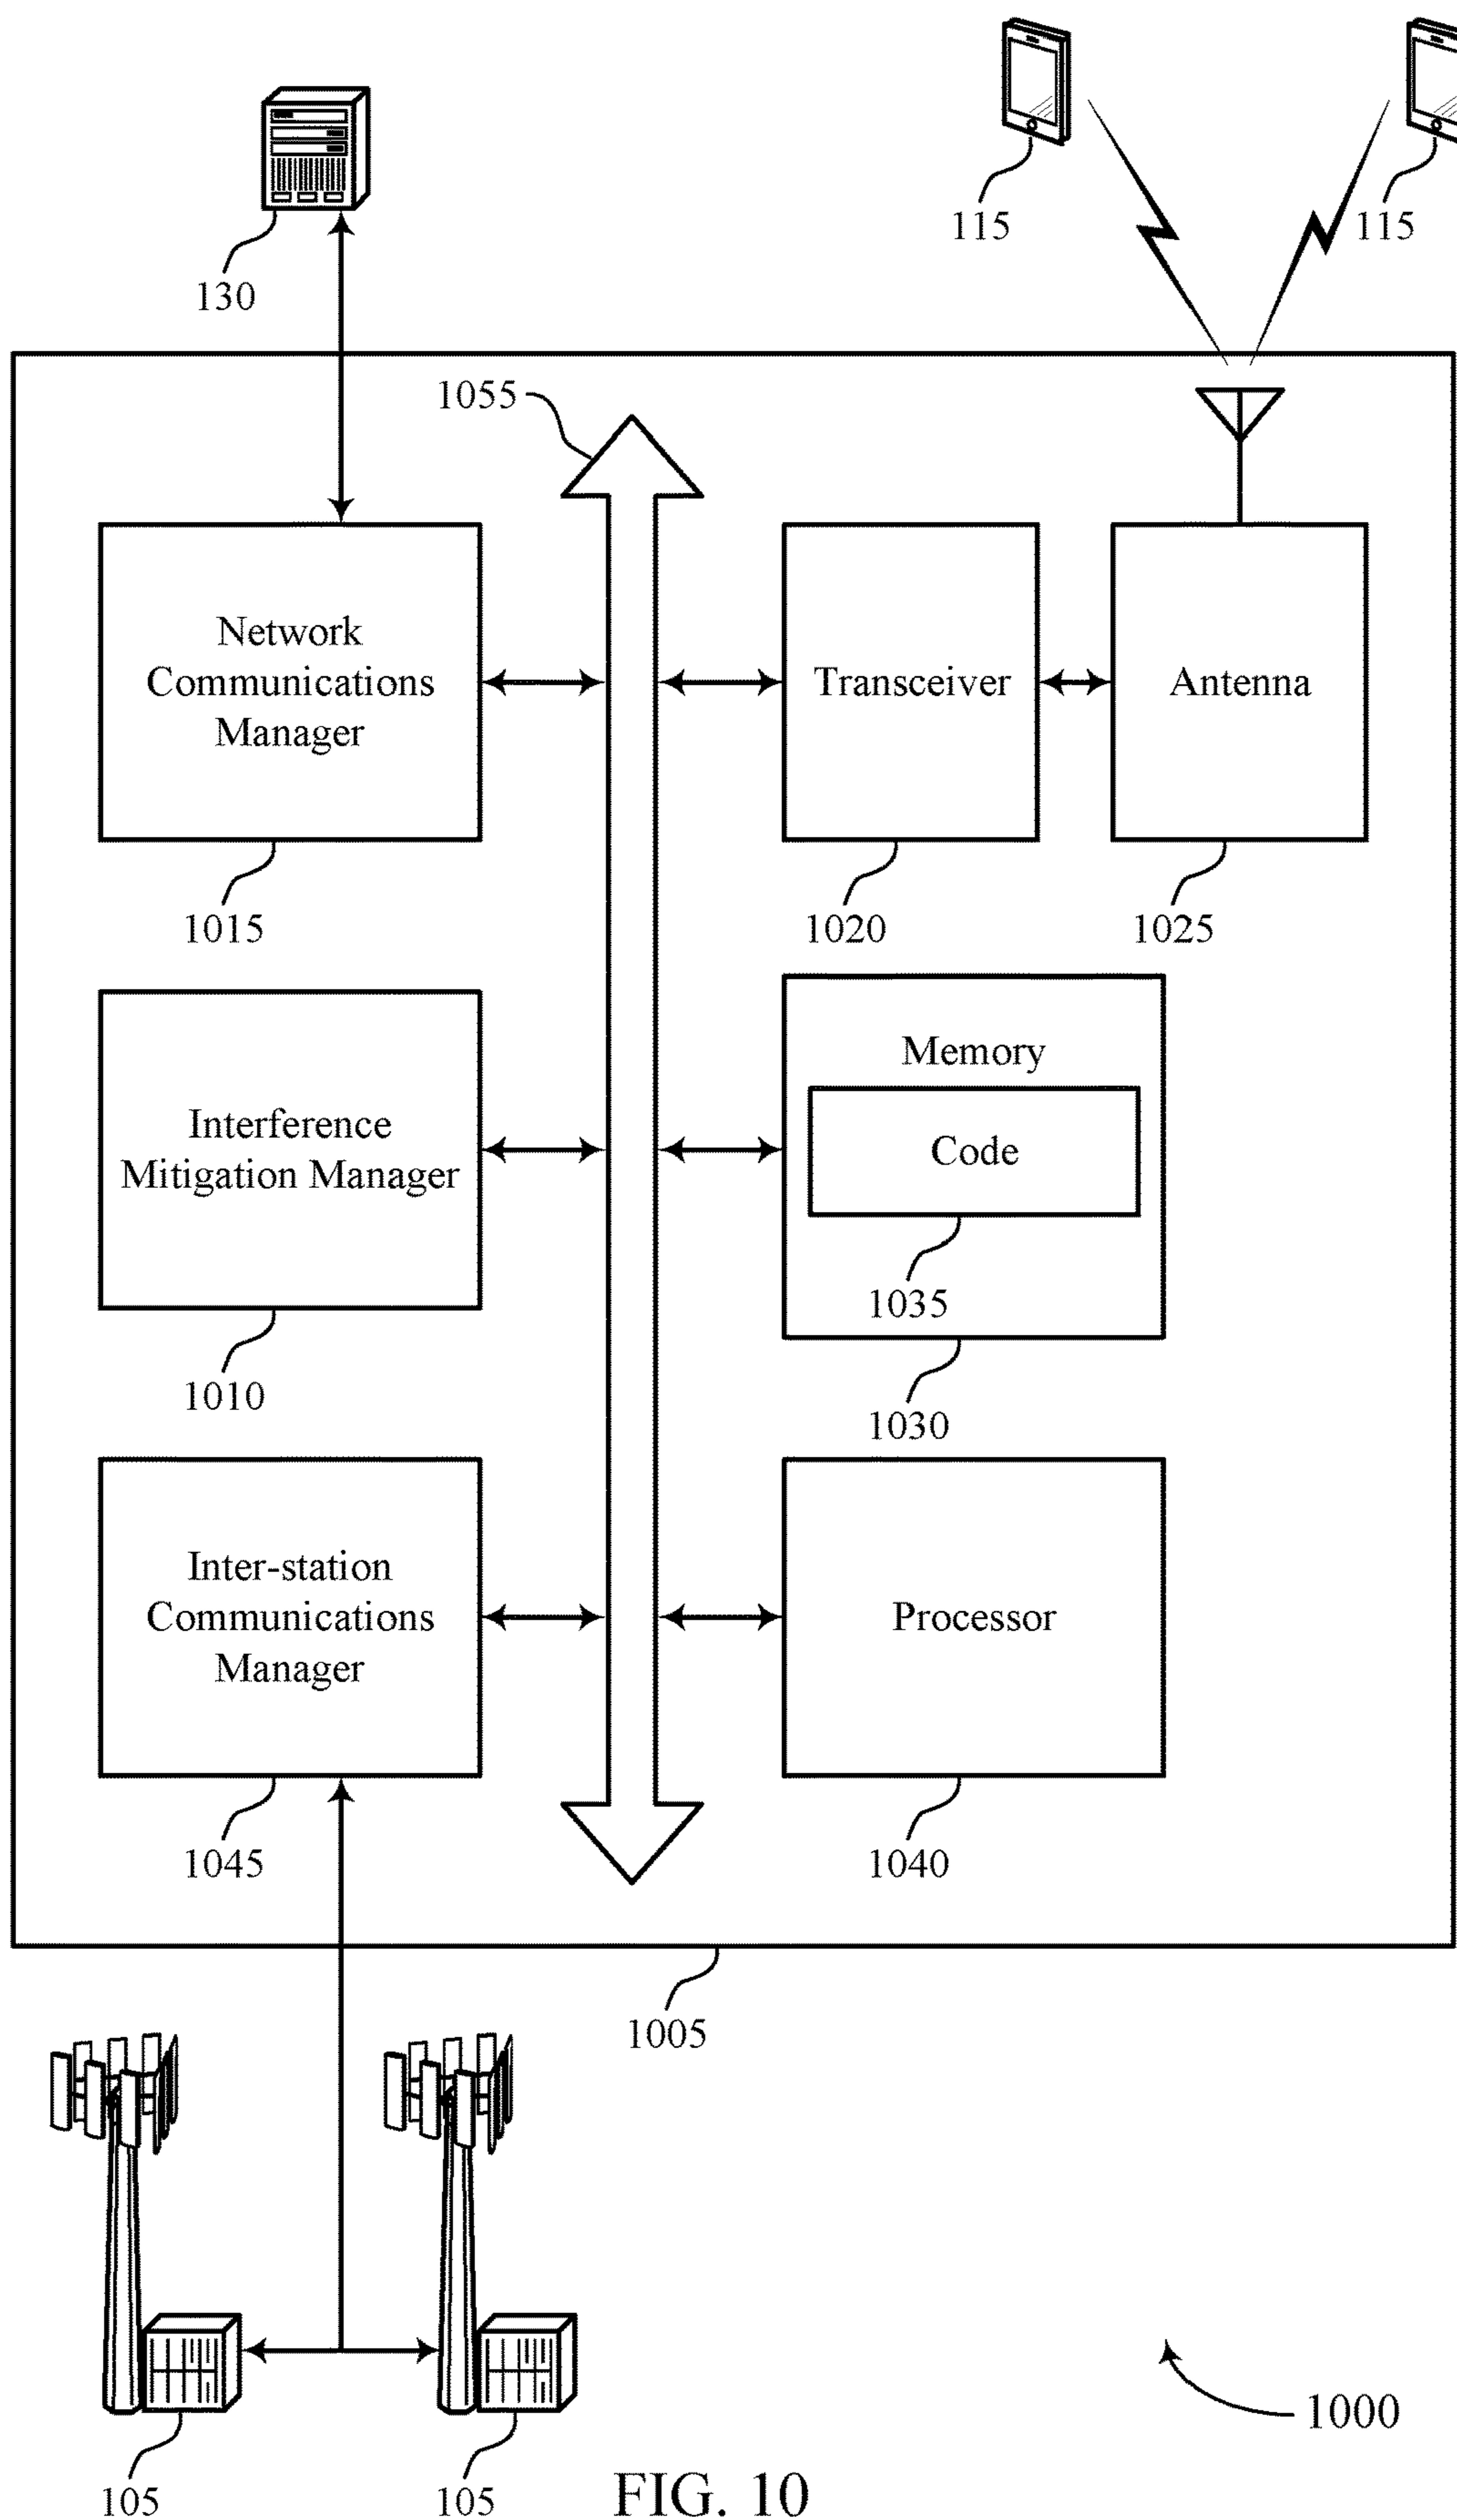 115
115
130
1055
Network
Communications
Manager
Transceiver
Antenna
1015
1020
1025
Memory
Interference
Mitigation Manager
Code
1035
1010
1030
Inter-station
Communications
Manager
Processor
1045
1040
1005
1000
105
105
FIG. 10